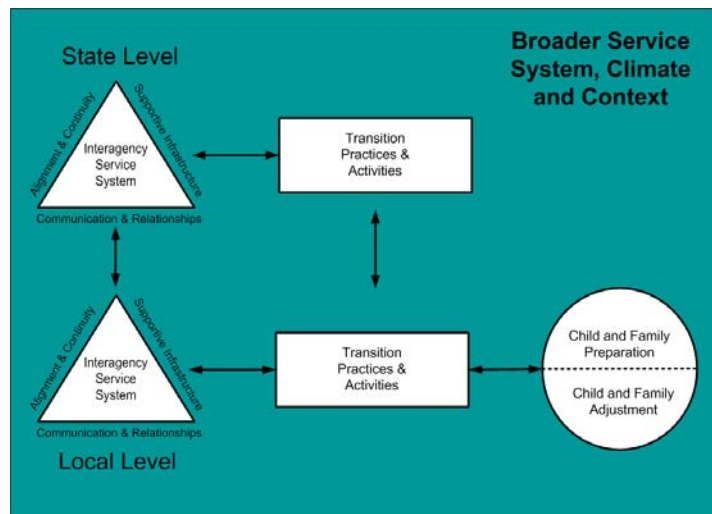 Broader Service
System, Climate
and Context
State Level
Alignment & Continuity
Supportive Infrastructure
Interagency
Service
System
Communication & Relationships
Transition
Practices &
Activities
Alignment & Continuity
Supportive Infrastructure
Interagency
Service
System
Communication & Relationships
Local Level
Transition
Practices &
Activities
Child and Family
Preparation
Child and Family
Adjustment